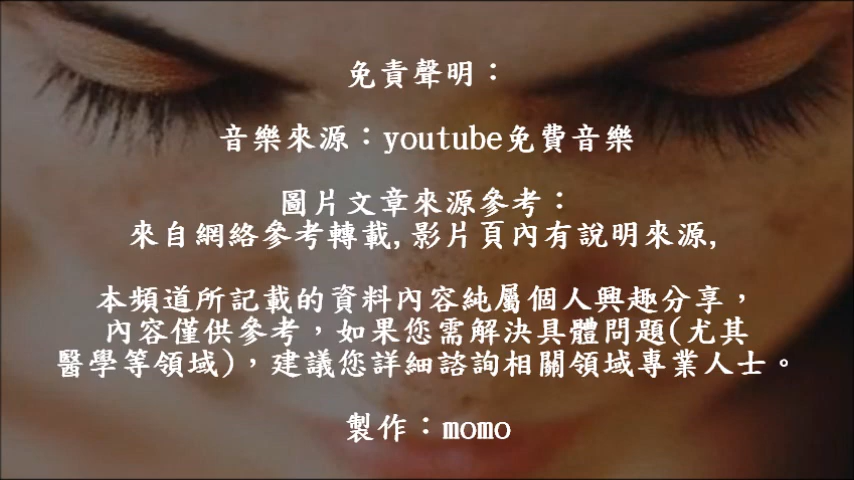 免責聲明：
音樂來源：youtube免費音樂
圖片文章來源參考：
來自網絡參考轉載,影片頁內有說明來源,
本頻道所記載的資料內容純屬個人興趣分享，
內容僅供參考，如果您需解決具體問題(尤其
醫學等領域)，建議您詳細諮詢相關領域專業人士。
製作：momo